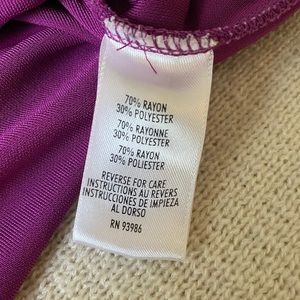 70% RAYON
30% POLYESTER
70% RAYONNE
30% POLYESTER
70% RAYON
30% POLIESTER
REVERSE FOR CARE
INSTRUCTIONS AU REVERS
INSTRUCCIONES DE LIMPIEZA
AL DORSO
RN 93986